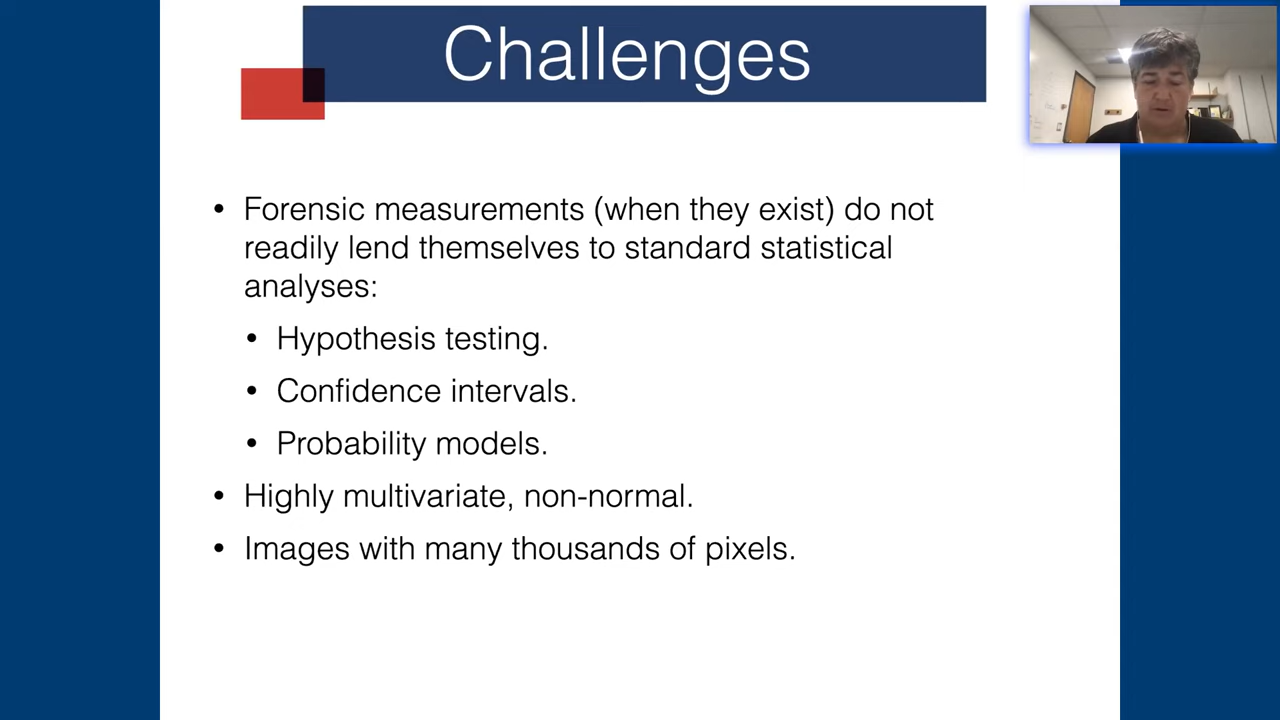 Challenges
• Forensic measurements (when they exist) do not
readily lend themselves to standard statistical
analyses:
• Hypothesis testing.
• Confidence intervals.
• Probability models.
• Highly multivariate, non-normal.
• Images with many thousands of pixels.